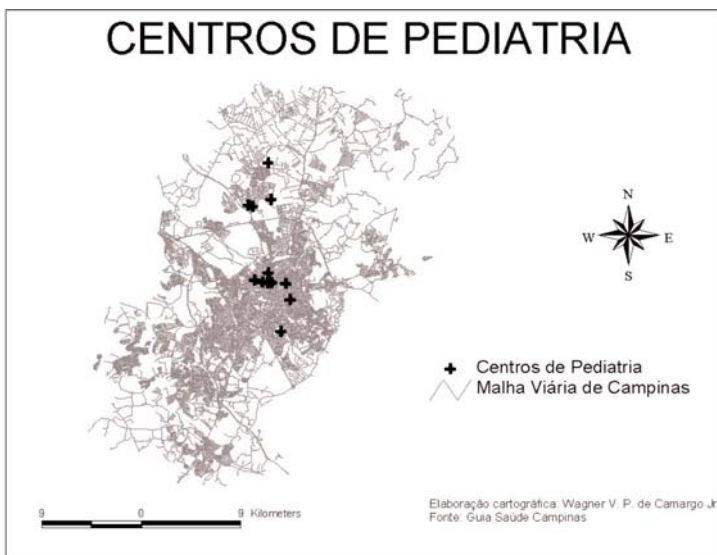 CENTROS DE PEDIATRIA
N
W E
S
Centros de Pediatria
Malha Viária de Campinas
9 0 9 Kilometers
Elaboração cartográfica: Wagner V. P. de Camargo Jr
Fonte: Guia Saúde Campinas